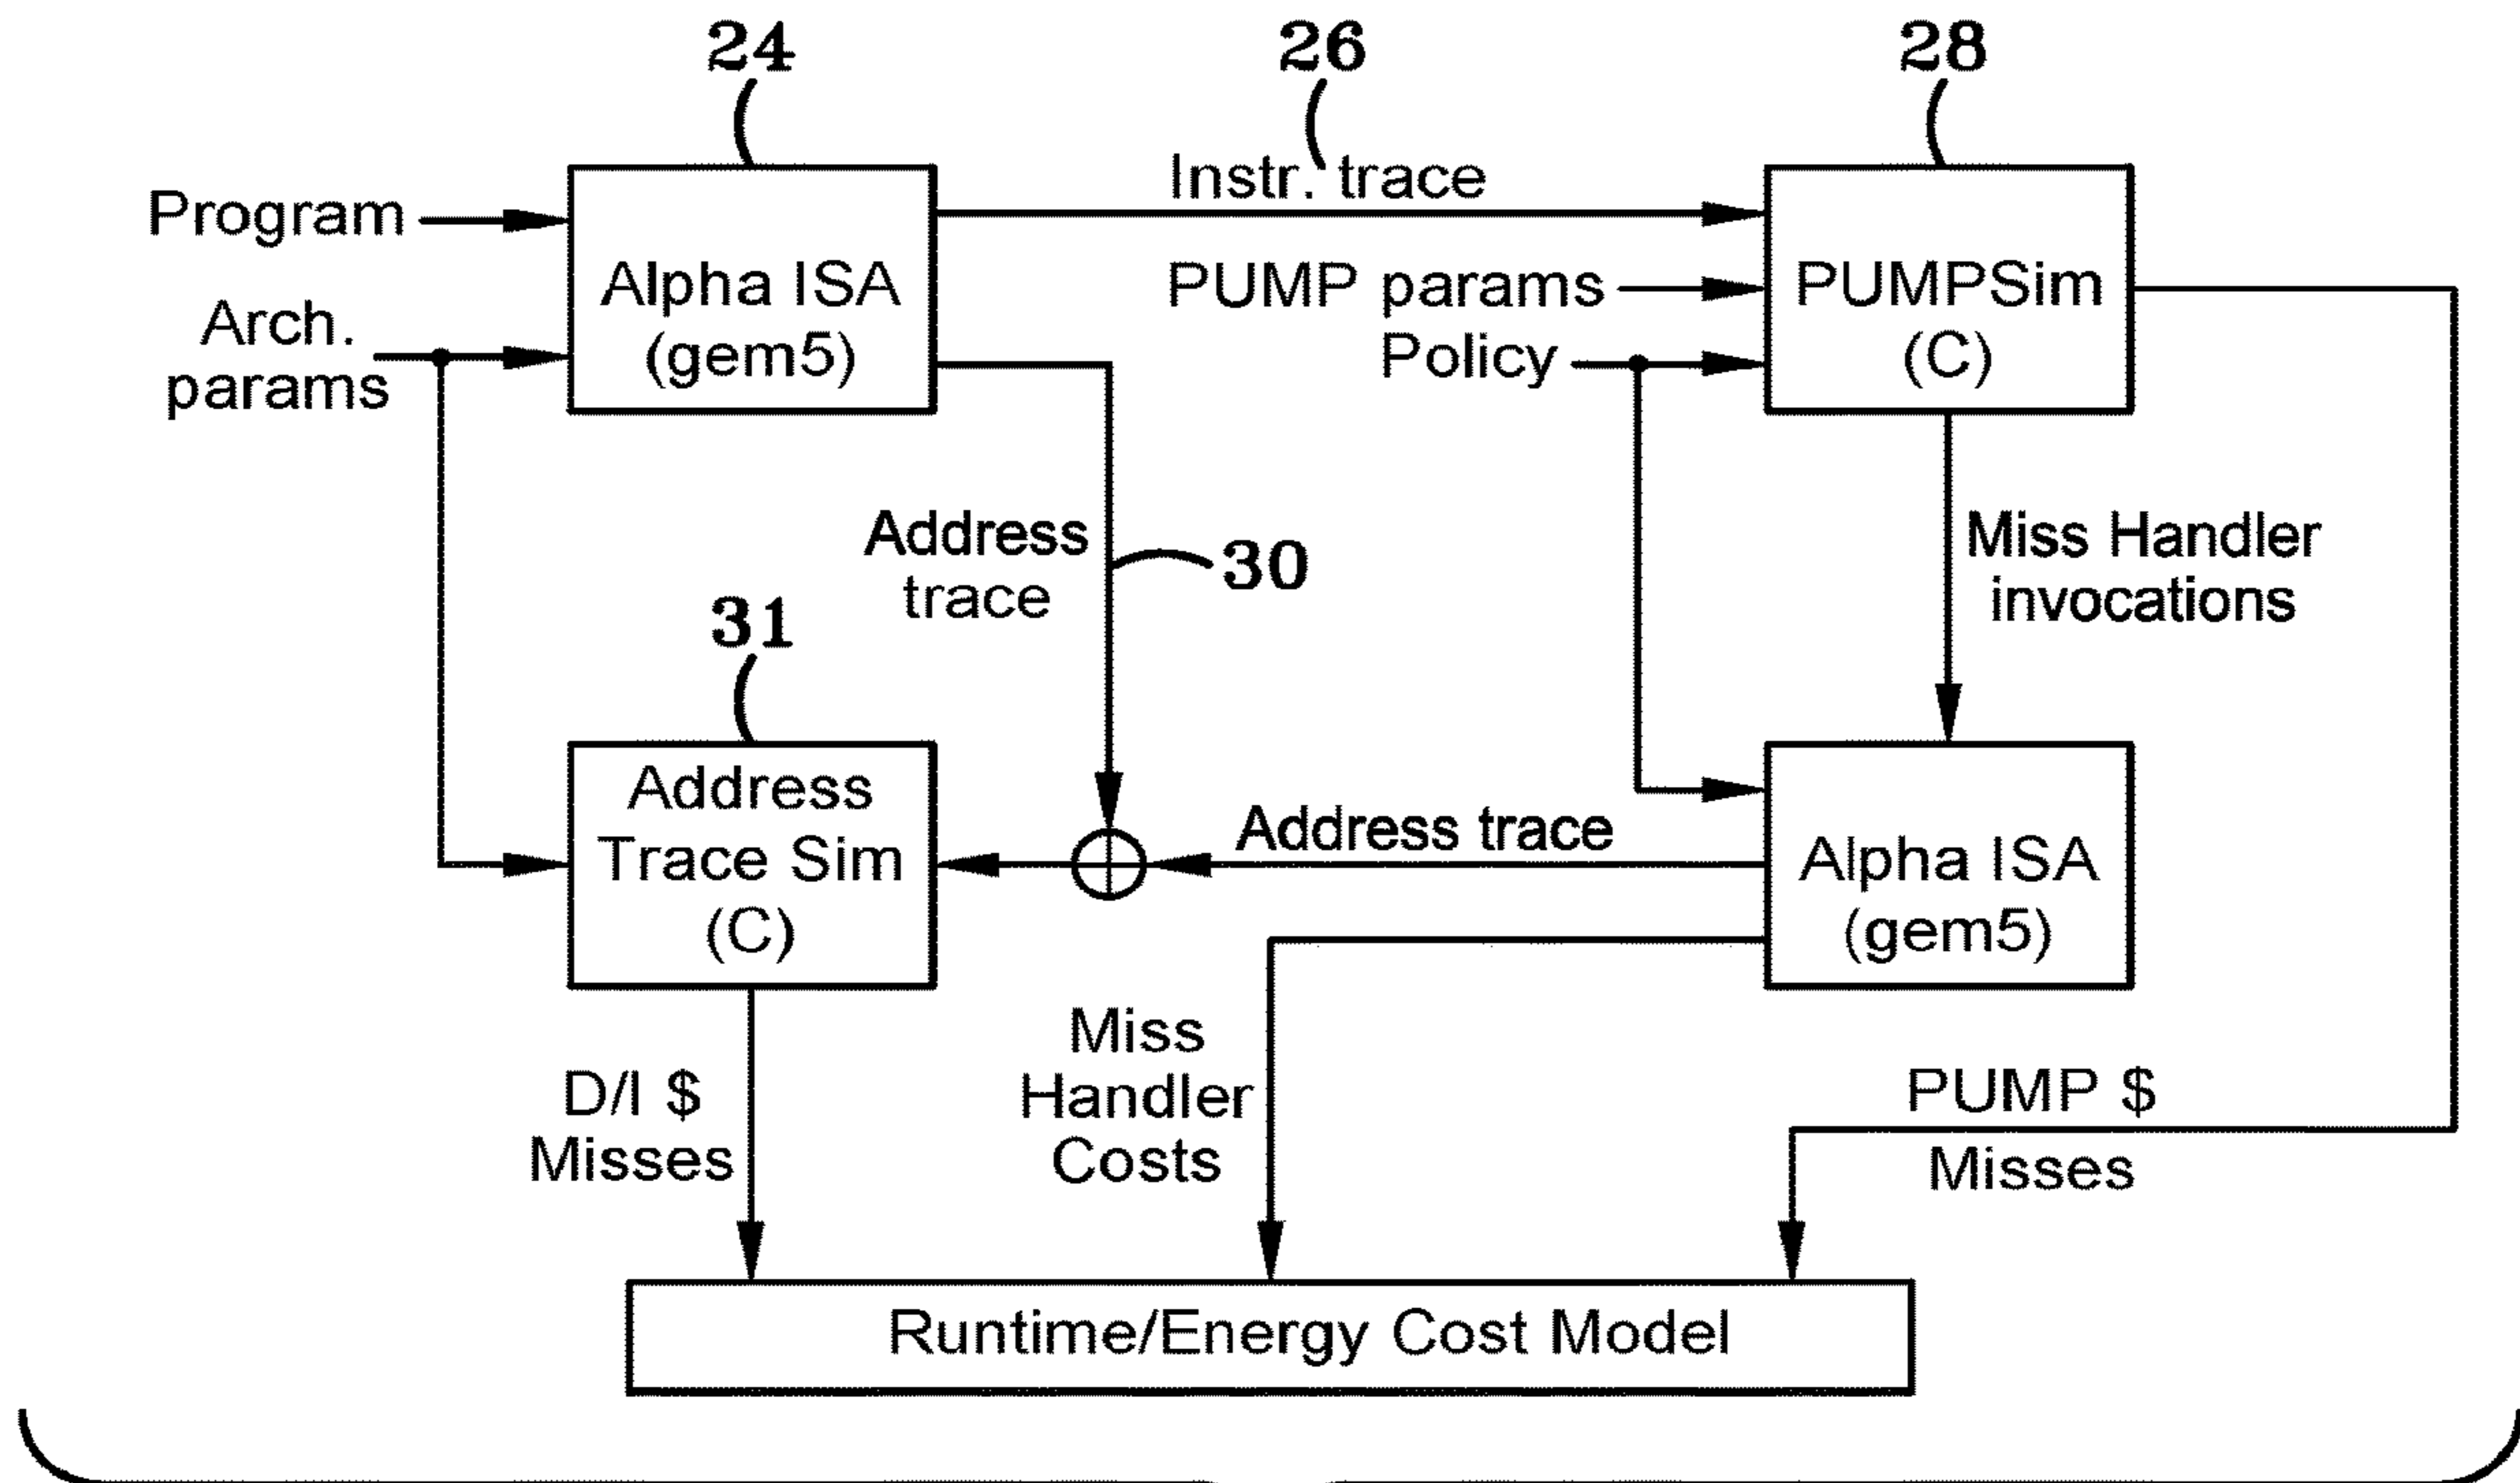 24
26
28
Program
Arch.
params
Alpha ISA
(gem5)
Instr. trace
PUMP params
Policy
PUMPSim
(C)
Address
trace
30
Miss Handler
invocations
31
Address
Trace Sim
(C)
Address trace
Alpha ISA
(gem5)
D/I $
Misses
Miss
Handler
Costs
PUMP $
Misses
Runtime/Energy Cost Model